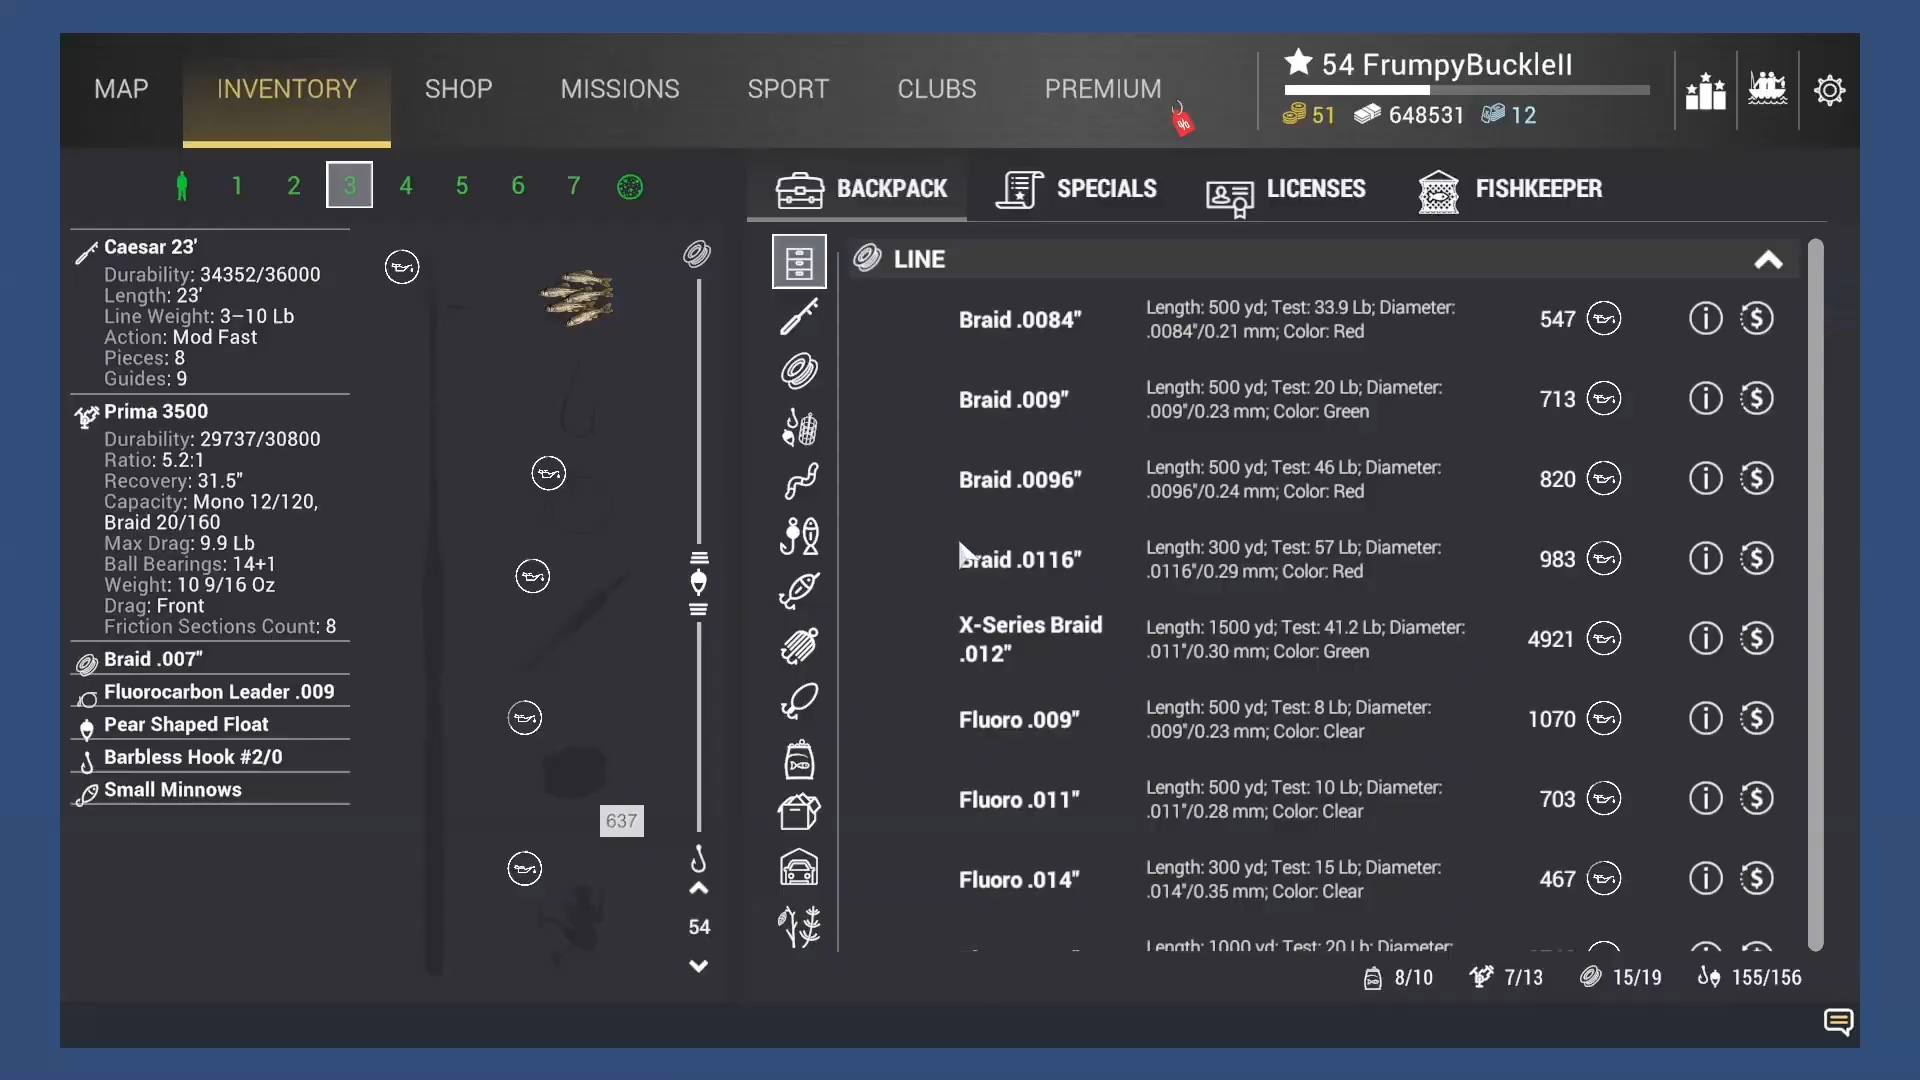 MAP INVENTORY SHOP MISSIONS SPORT CLUBS PREMIUM
54 FrumpyBucklell
51 648531 12
%
1 2 3 4 5 6 7
BACKPACK SPECIALS LICENSES FISHKEEPER
Caesar 23'
Durability: 34352/36000
Length: 23'
Line Weight: 3–10 Lb
Action: Mod Fast
Pieces: 8
Guides: 9
Prima 3500
Durability: 29737/30800
Ratio: 5.2:1
Recovery: 31.5"
Capacity: Mono 12/120,
Braid 20/160
Max Drag: 9.9 Lb
Ball Bearings: 14+1
Weight: 10 9/16 Oz
Drag: Front
Friction Sections Count: 8
Braid .007"
Fluorocarbon Leader .009
Pear Shaped Float
Barbless Hook #2/0
Small Minnows
637
54
LINE
Braid .0084"
Length: 500 yd; Test: 33.9 Lb; Diameter:
.0084"/0.21 mm; Color: Red
547
Braid .009"
Length: 500 yd; Test: 20 Lb; Diameter:
.009"/0.23 mm; Color: Green
713
Braid .0096"
Length: 500 yd; Test: 46 Lb; Diameter:
.0096"/0.24 mm; Color: Red
820
Braid .0116"
Length: 300 yd; Test: 57 Lb; Diameter:
.0116"/0.29 mm; Color: Red
983
X-Series Braid
.012"
Length: 1500 yd; Test: 41.2 Lb; Diameter:
.011"/0.30 mm; Color: Green
4921
Fluoro .009"
Length: 500 yd; Test: 8 Lb; Diameter:
.009"/0.23 mm; Color: Clear
1070
Fluoro .011"
Length: 500 yd; Test: 10 Lb; Diameter:
.011"/0.28 mm; Color: Clear
703
Fluoro .014"
Length: 300 yd; Test: 15 Lb; Diameter:
.014"/0.35 mm; Color: Clear
467
Length: 1000 yd; Test: 20 Lb; Diameter:
8/10 7/13 15/19 155/156